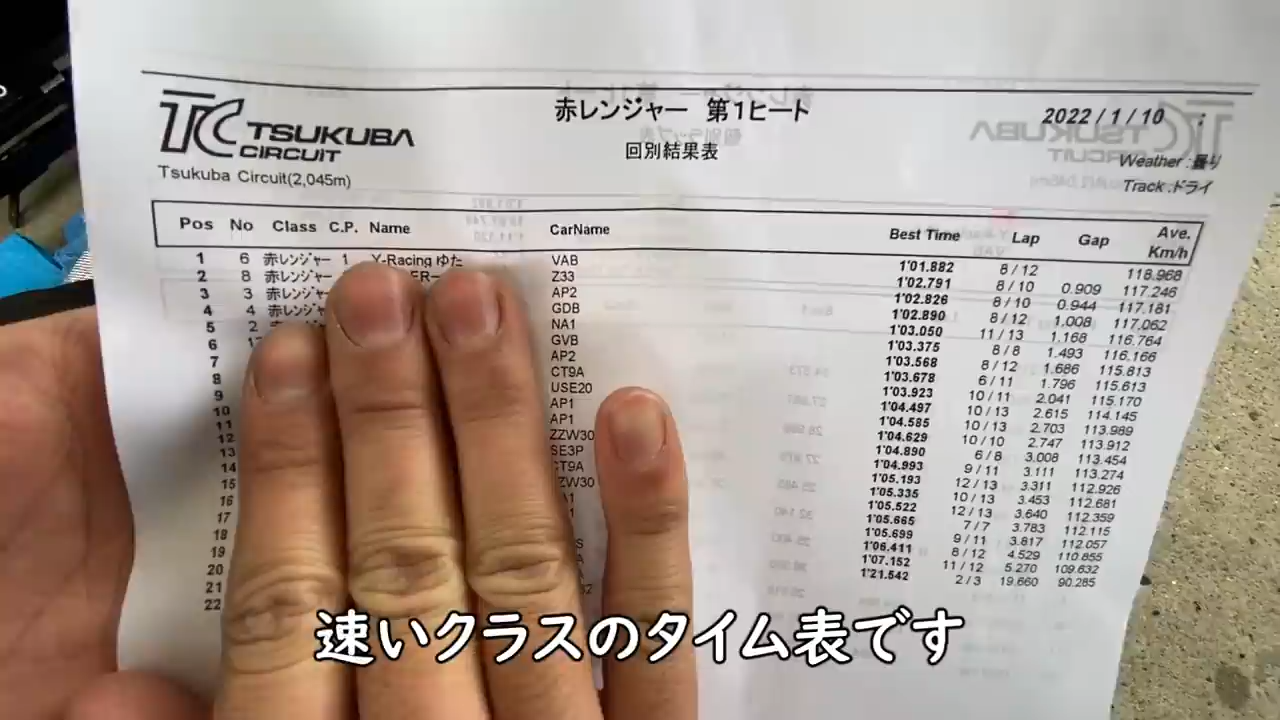 TC TSUKUBA CIRCUIT
赤レンジャー 第1ヒート
2022 / 1 / 10 :
回別結果表
Weather :曇り
Tsukuba Circuit(2,045m)
Track :ドライ
Pos No Class C.P. Name CarName Best Time Lap Gap Ave. Km/h
1 6 赤レンジャー 1 Y-Racing ゆた VAB 1'01.882 8 / 12 118.968
2 8 赤レンジャー Z33 1'02.791 8 / 10 0.909 117.246
3 3 赤レンジャー AP2 1'02.826 8 / 10 0.944 117.181
4 4 赤レンジャ GDB 1'02.890 8 / 12 1.008 117.062
5 2 NA1 1'03.050 11 / 13 1.168 116.764
6 GVB 1'03.375 8 / 8 1.493 116.166
7 AP2 1'03.568 8 / 12 1.686 115.813
8 CT9A 1'03.678 6 / 11 1.796 115.613
9 USE20 1'03.923 10 / 11 2.041 115.170
10 AP1 1'04.497 10 / 13 2.615 114.145
11 AP1 1'04.585 10 / 13 2.703 113.989
12 ZZW30 1'04.629 10 / 10 2.747 113.912
13 SE3P 1'04.890 6 / 8 3.008 113.454
14 CT9A 1'04.993 9 / 11 3.111 113.274
15 ZW30 1'05.193 12 / 13 3.311 112.926
16 A1 1'05.335 10 / 13 3.453 112.681
17 1'05.522 12 / 13 3.640 112.359
18 1'05.665 7 / 7 3.783 112.115
19 1'05.699 9 / 11 3.817 112.057
20 1'06.411 8 / 12 4.529 110.855
21 1'07.152 11 / 12 5.270 109.632
22 1'21.542 2 / 3 19.660 90.285
速いクラスのタイム表です